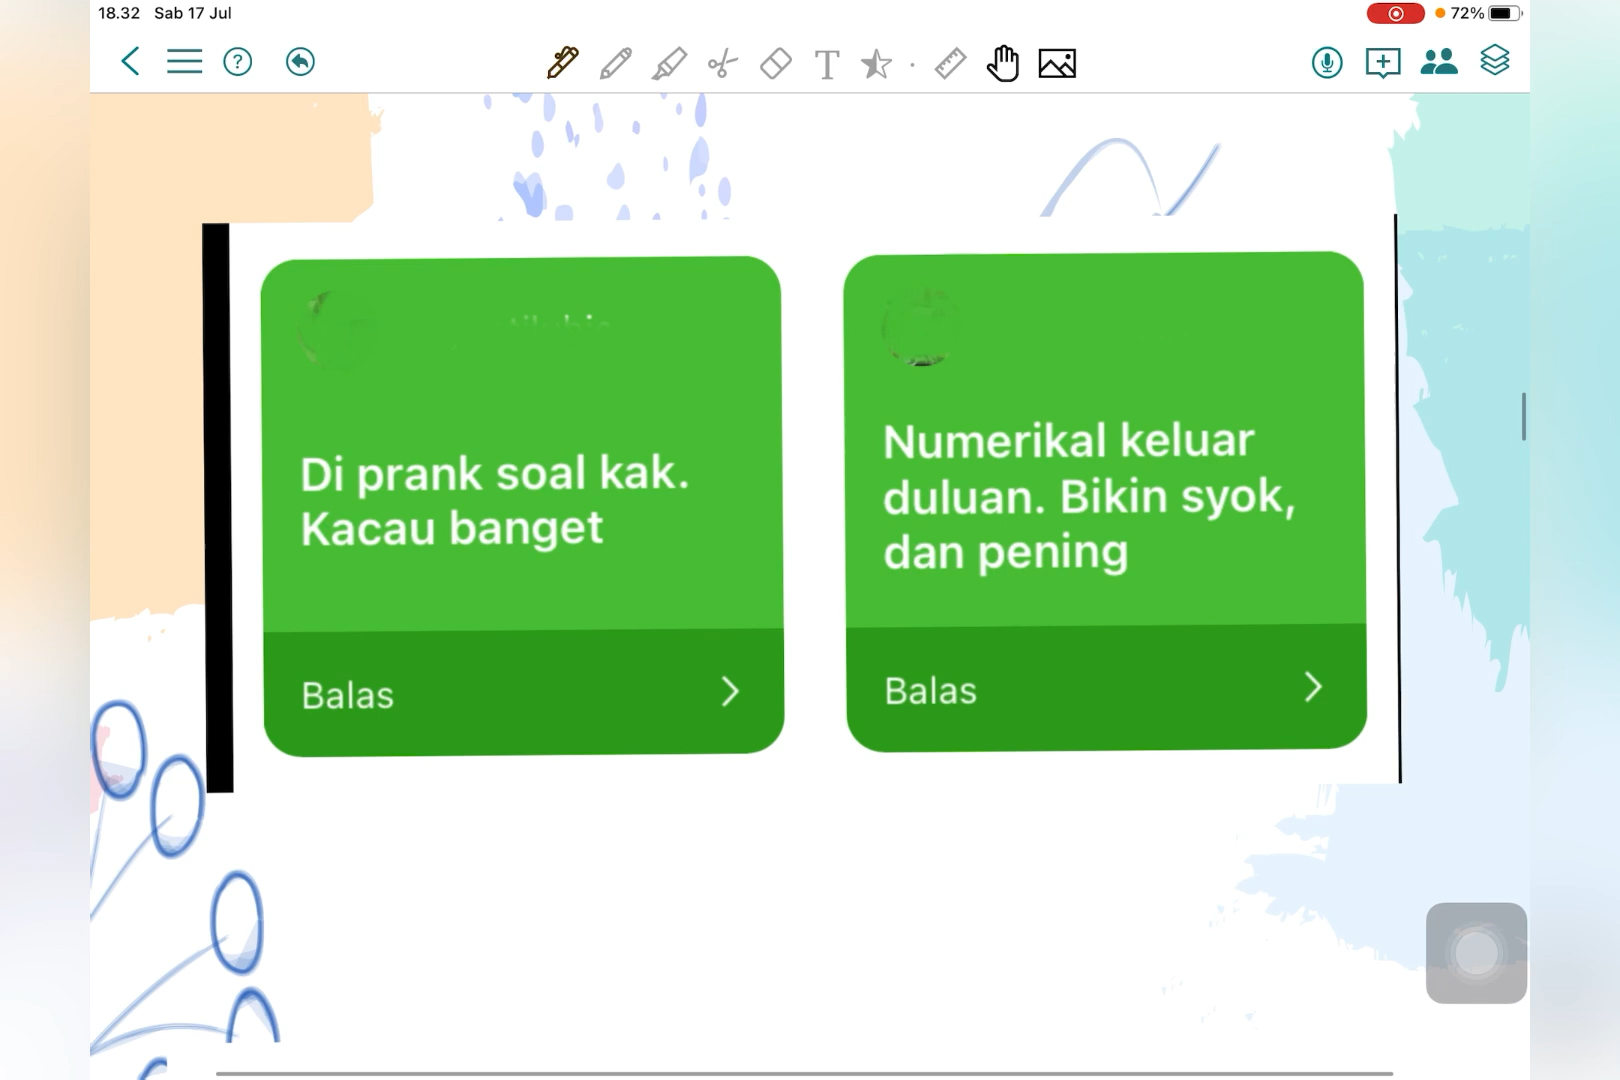 18.32 Sab 17 Jul
72%
T
Di prank soal kak.
Kacau banget
Balas
Numerikal keluar
duluan. Bikin syok,
dan pening
Balas